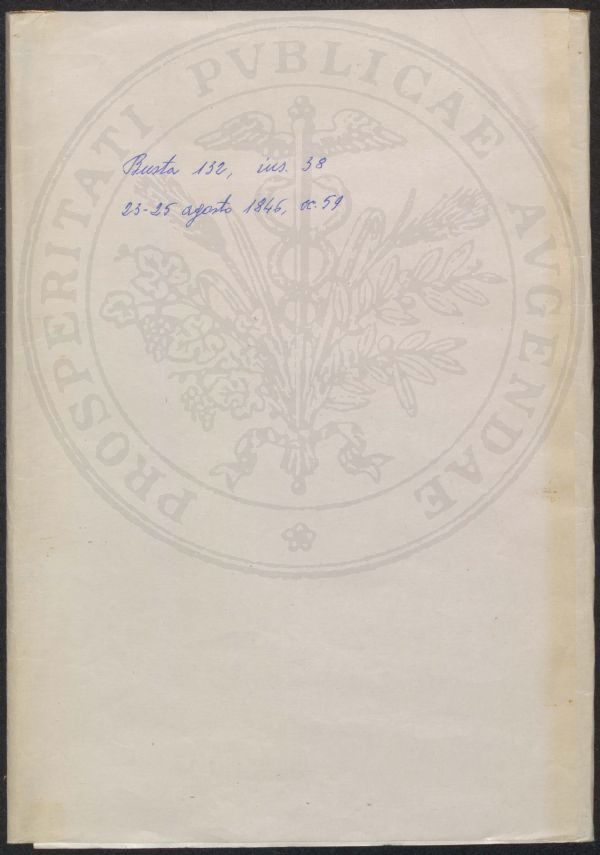 Busta 132, ins. 38
23-25 agosto 1846, cc. 59
PROSPERITATI PVBLICAE AVGENDAE